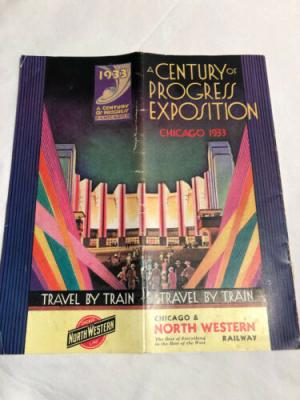 1933
A CENTURY
OF PROGRESS
A CENTURY OF
PROGRESS
EXPOSITION
CHICAGO 1933
TRAVEL BY TRAIN
TRAVEL BY TRAIN
NORTH WESTERN
LINE
CHICAGO &
NORTH WESTERN
The Best of Everything
in the Best of the West
RAILWAY